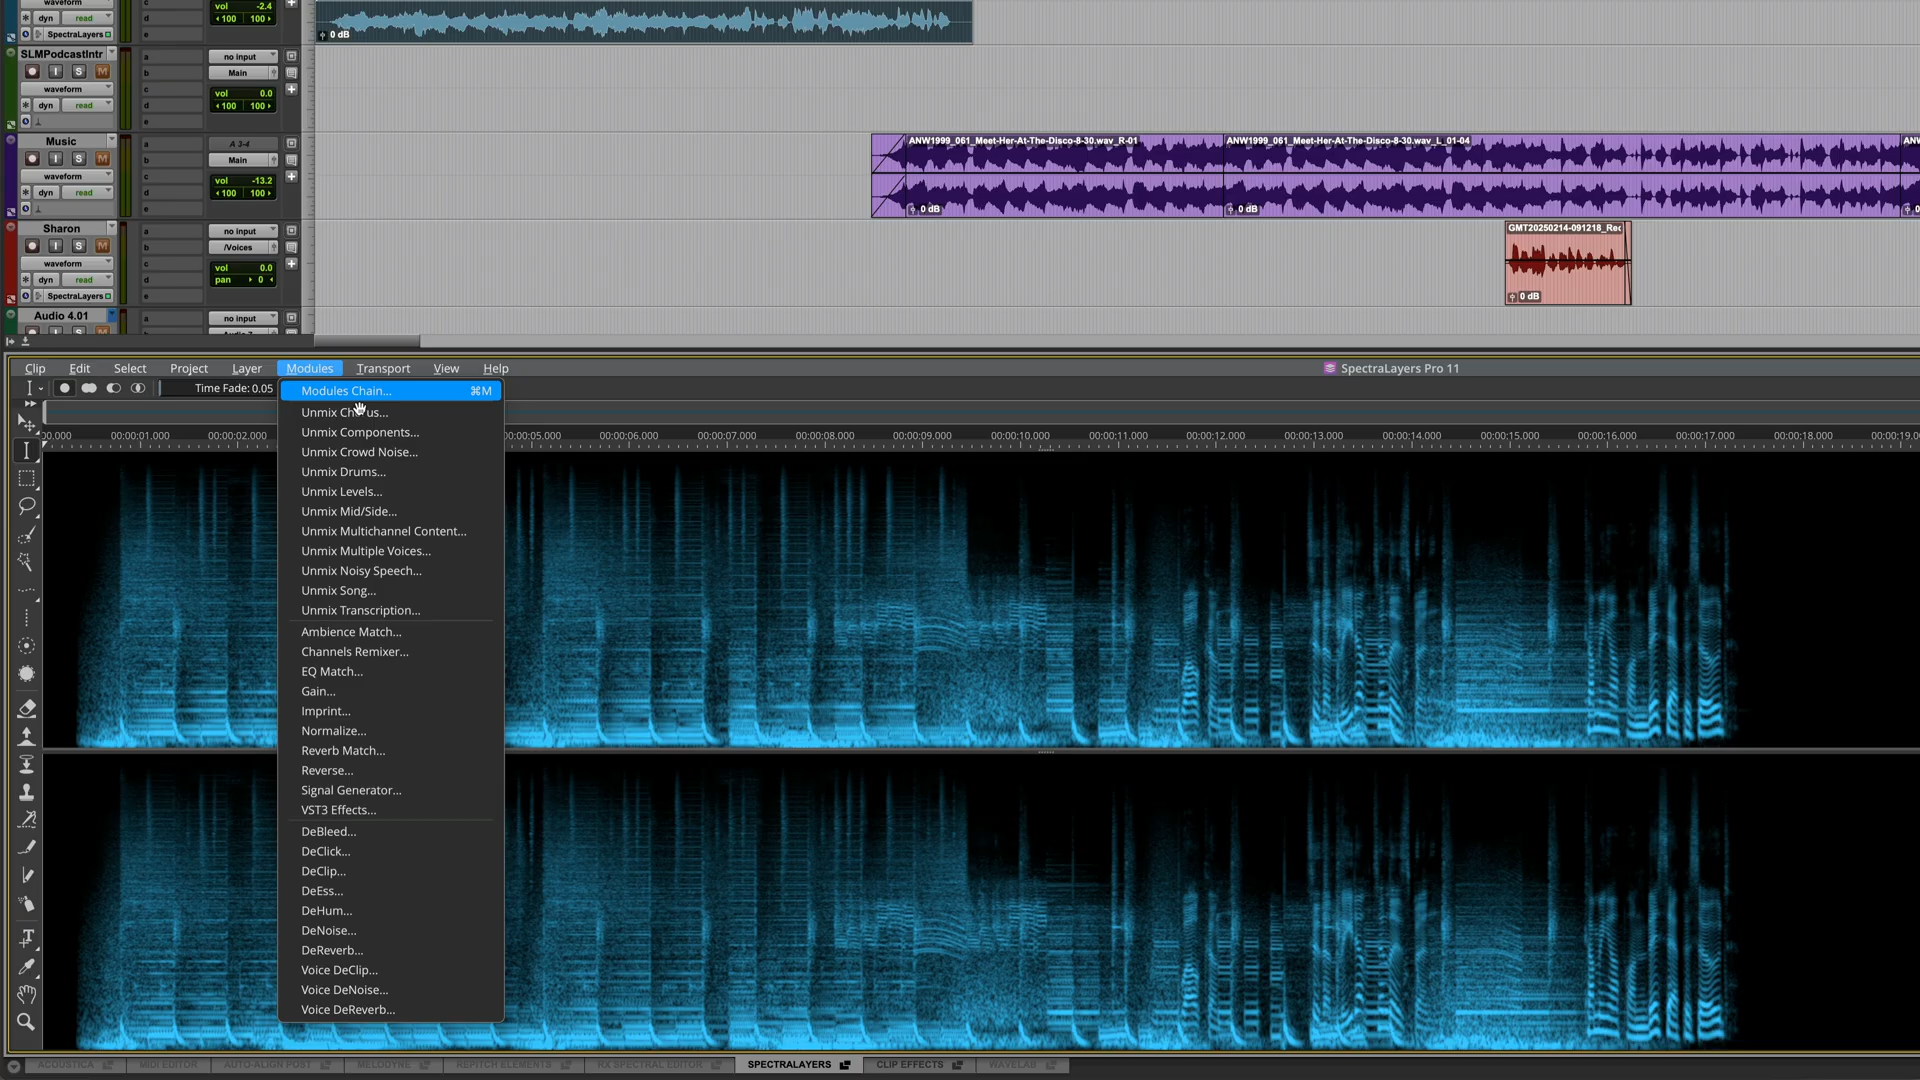 waveform
dyn read
SpectraLayers
vol -2.4
100 100
c
d
e
0 dB
SLMPodcastIntr
I S M
waveform
dyn read
a
b
c
d
e
no input
Main
vol 0.0
100 100
Music
I S M
waveform
dyn read
a
b
c
d
e
A 3-4
Main
vol -13.2
100 100
ANW1999_061_Meet-Her-At-The-Disco-8-30.wav_R-01
ANW1999_061_Meet-Her-At-The-Disco-8-30.wav_L_01-04
ANW
0 dB
0 dB
Sharon
I S M
waveform
dyn read
SpectraLayers
a
b
c
d
e
no input
/Voices
vol 0.0
pan 0
GMT20250214-091218_Rec
0 dB
Audio 4.01
a
no input
Clip Edit Select Project Layer Modules Transport View Help
SpectraLayers Pro 11
Time Fade: 0.05
Modules Chain... ⌘M
Unmix Chorus...
Unmix Components...
Unmix Crowd Noise...
Unmix Drums...
Unmix Levels...
Unmix Mid/Side...
Unmix Multichannel Content...
Unmix Multiple Voices...
Unmix Noisy Speech...
Unmix Song...
Unmix Transcription...
Ambience Match...
Channels Remixer...
EQ Match...
Gain...
Imprint...
Normalize...
Reverb Match...
Reverse...
Signal Generator...
VST3 Effects...
DeBleed...
DeClick...
DeClip...
DeEss...
DeHum...
DeNoise...
DeReverb...
Voice DeClip...
Voice DeNoise...
Voice DeReverb...
00.000 00:00:01.000 00:00:02.000 00:00:05.000 00:00:06.000 00:00:07.000 00:00:08.000 00:00:09.000 00:00:10.000 00:00:11.000 00:00:12.000 00:00:13.000 00:00:14.000 00:00:15.000 00:00:16.000 00:00:17.000 00:00:18.000 00:00:19.0
ACOUSTICA MIDI EDITOR AUTO-ALIGN POST MELODYNE REPITCH ELEMENTS RX SPECTRAL EDITOR SPECTRALAYERS CLIP EFFECTS WAVELAB